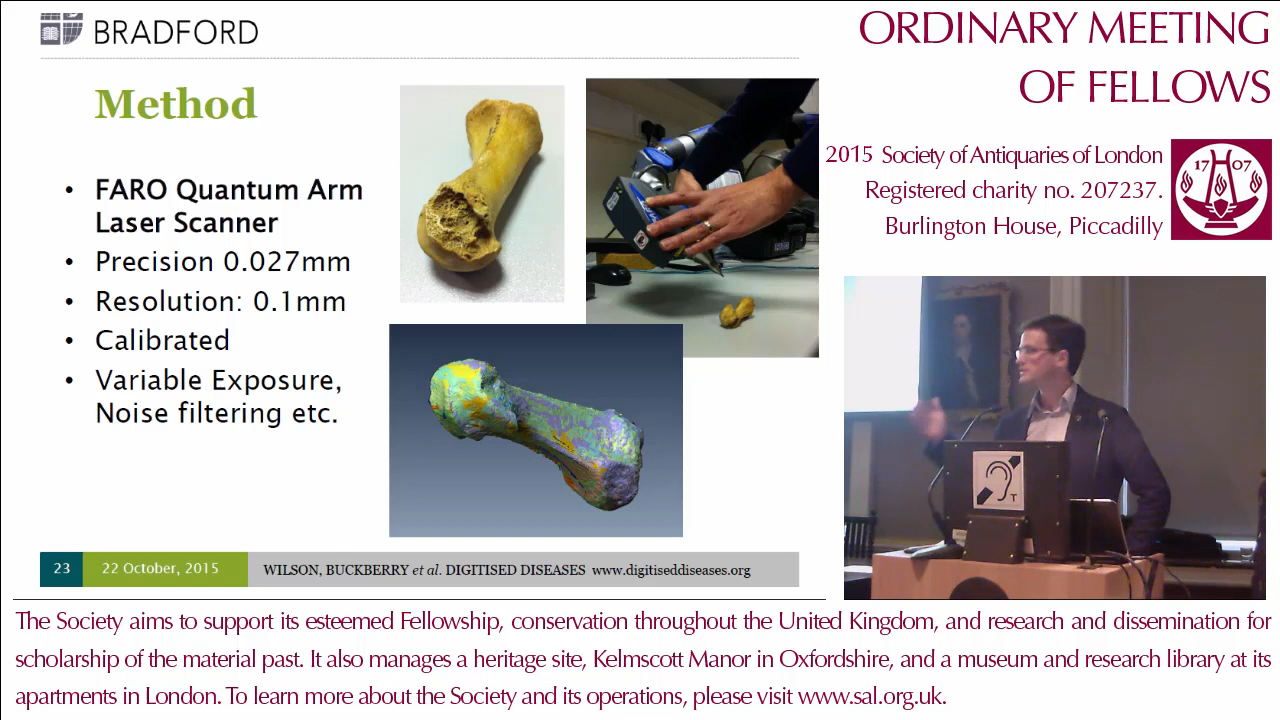 BRADFORD
Method
• FARO Quantum Arm
Laser Scanner
• Precision 0.027mm
• Resolution: 0.1mm
• Calibrated
• Variable Exposure,
Noise filtering etc.
23 22 October, 2015 WILSON, BUCKBERRY et al. DIGITISED DISEASES www.digitiseddiseases.org
ORDINARY MEETING
OF FELLOWS
2015 Society of Antiquaries of London
Registered charity no. 207237.
Burlington House, Piccadilly
17 07
T
The Society aims to support its esteemed Fellowship, conservation throughout the United Kingdom, and research and dissemination for
scholarship of the material past. It also manages a heritage site, Kelmscott Manor in Oxfordshire, and a museum and research library at its
apartments in London. To learn more about the Society and its operations, please visit www.sal.org.uk.